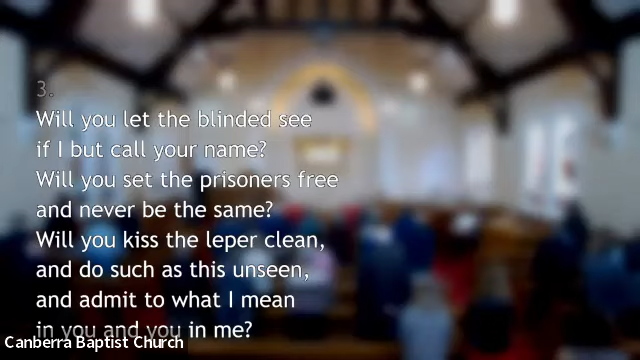 3.
Will you let the blinded see
if I but call your name?
Will you set the prisoners free
and never be the same?
Will you kiss the leper clean,
and do such as this unseen,
and admit to what I mean
in you and you in me?
Canberra Baptist Church